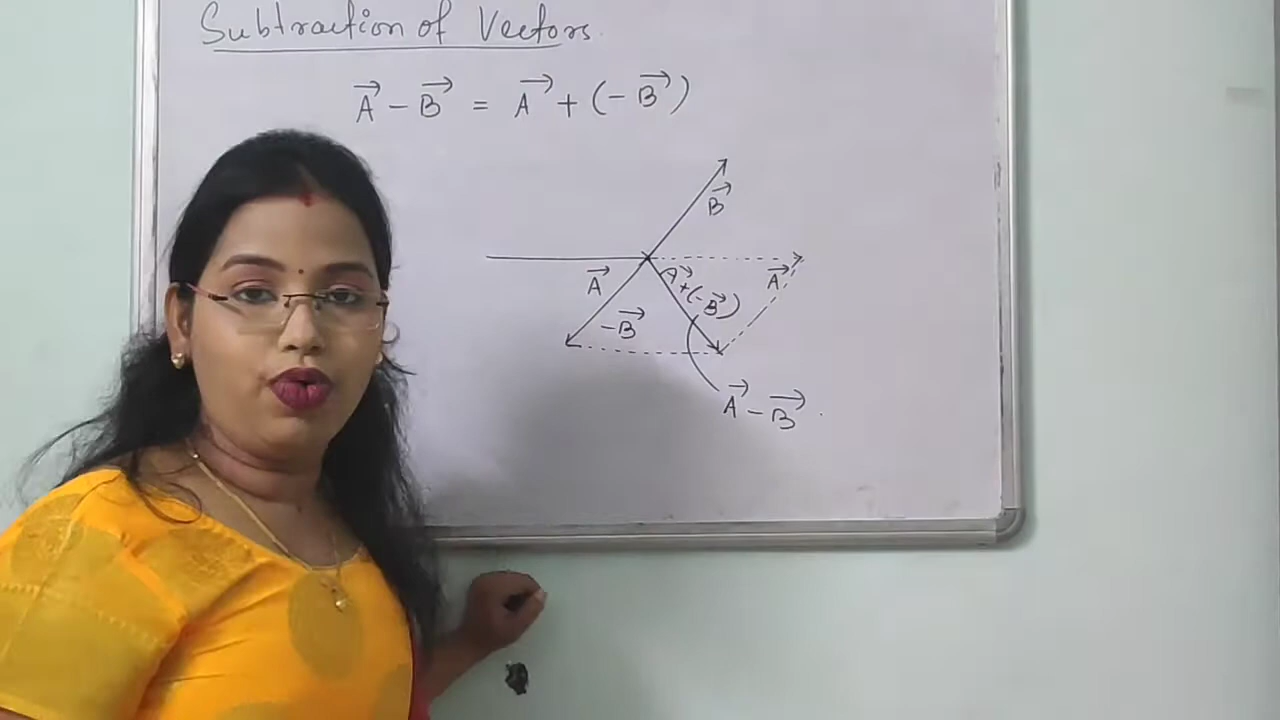 Subtraction of Vectors.
A⃗ – B⃗ = A⃗ + (–B⃗)
B⃗
A⃗
A⃗
A⃗+(–B⃗)
–B⃗
A⃗ – B⃗.